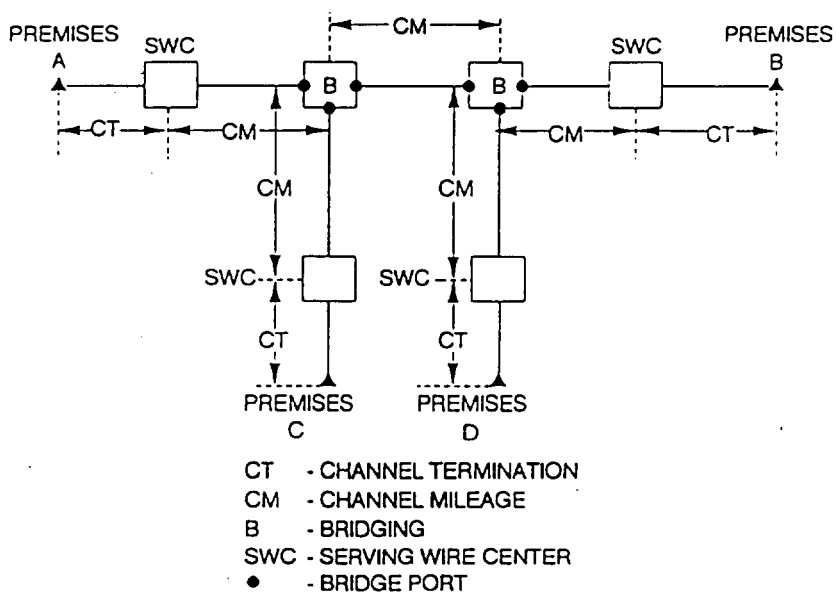 CM
PREMISES
A
SWC
SWC
PREMISES
B
B
B
CT
CM
CM
CT
CM
CM
SWC
SWC
CT
CT
PREMISES
C
PREMISES
D
CT - CHANNEL TERMINATION
CM - CHANNEL MILEAGE
B - BRIDGING
SWC - SERVING WIRE CENTER
● - BRIDGE PORT